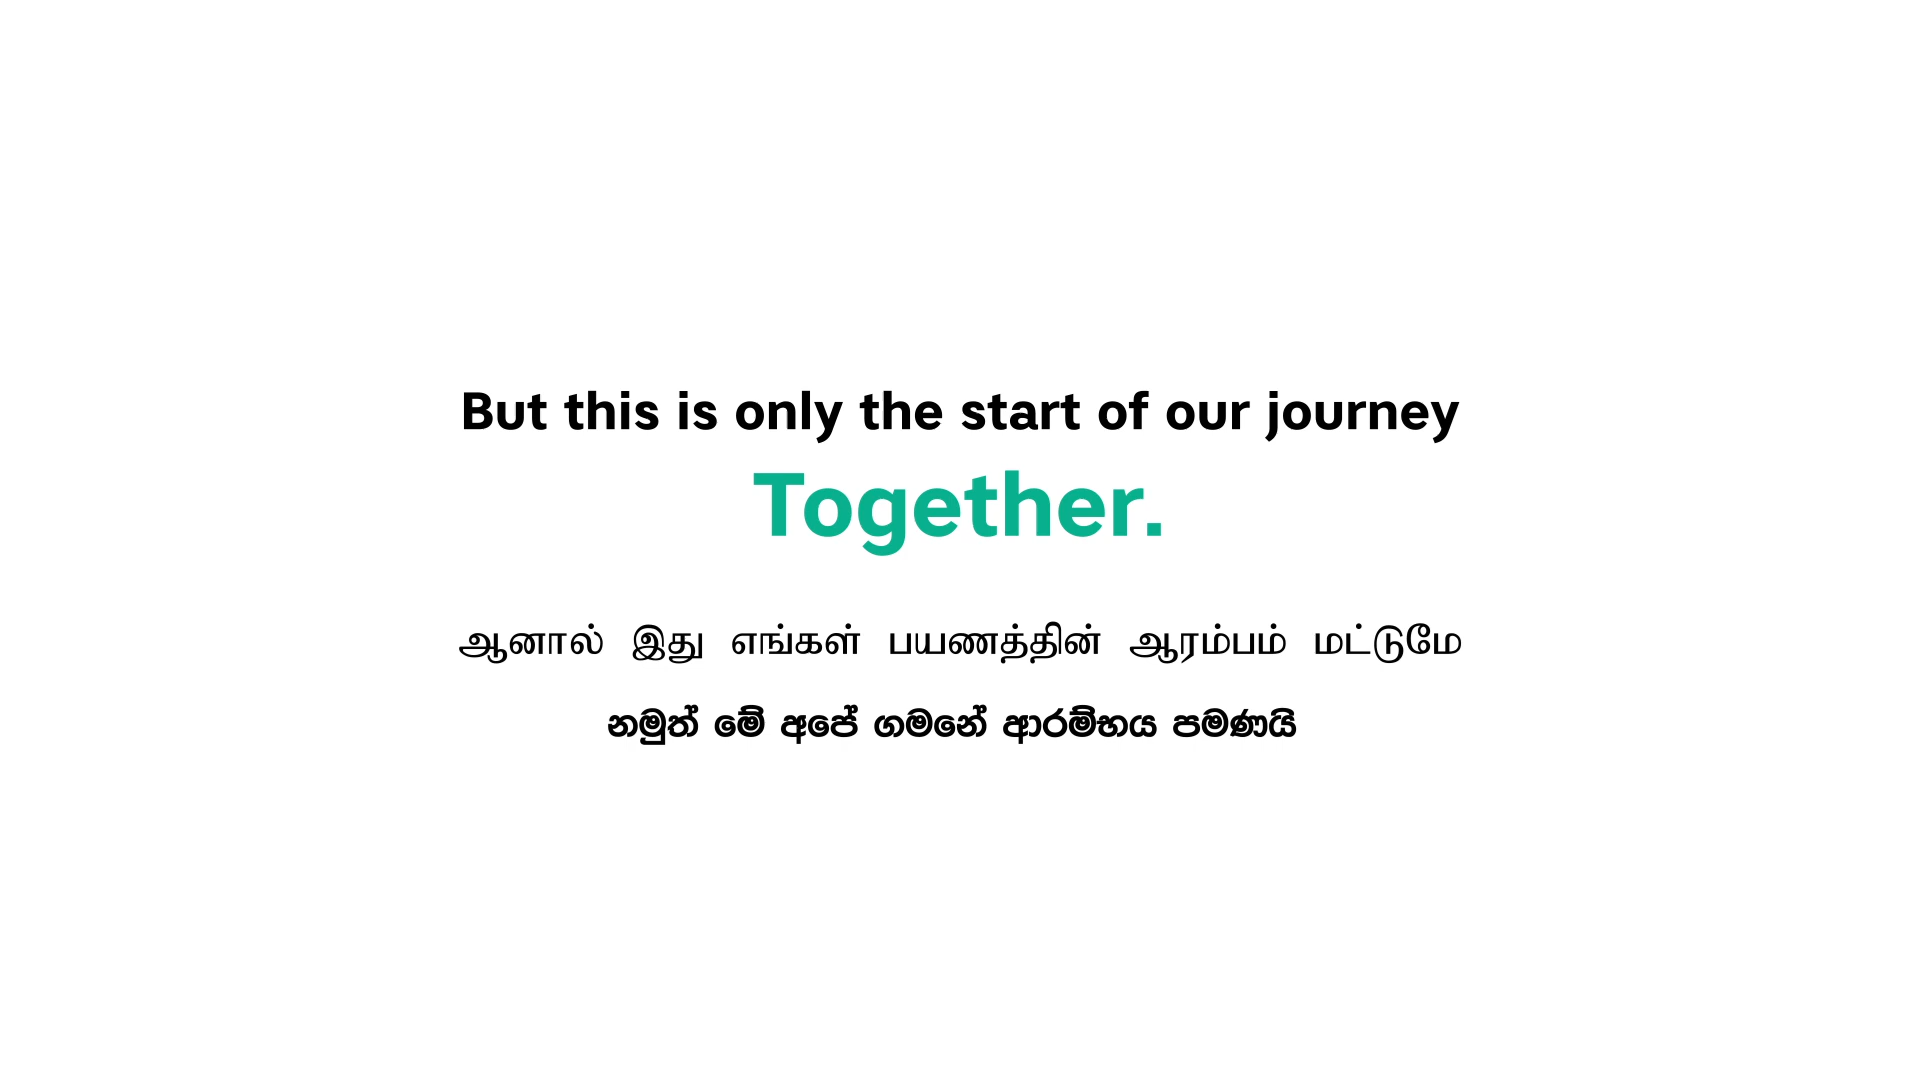 But this is only the start of our journey
Together.
ஆனால் இது எங்கள் பயணத்தின் ஆரம்பம் மட்டுமே
නමුත් මේ අපේ ගමනේ ආරම්භය පමණයි